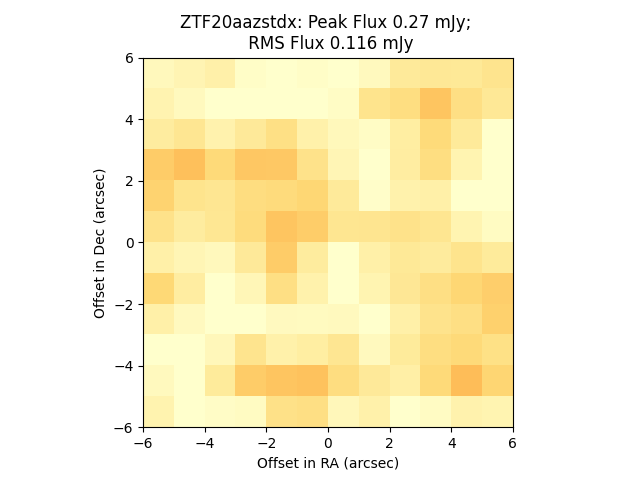 ZTF20aazstdx: Peak Flux 0.27 mJy;
RMS Flux 0.116 mJy
6
4
2
0
−2
−4
−6
Offset in Dec (arcsec)
−6 −4 −2 0 2 4 6
Offset in RA (arcsec)